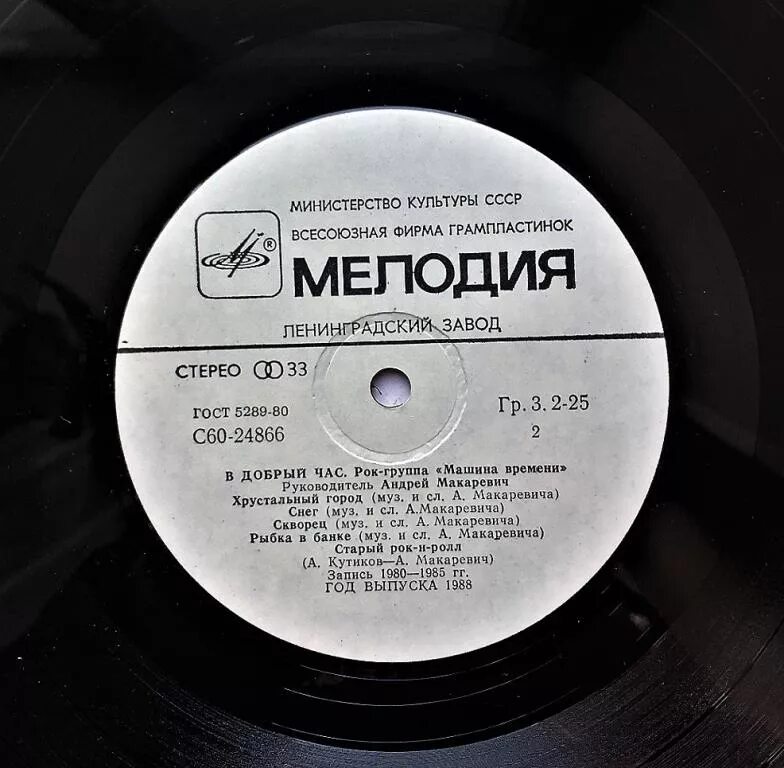 МИНИСТЕРСТВО КУЛЬТУРЫ СССР
ВСЕСОЮЗНАЯ ФИРМА ГРАМПЛАСТИНОК
®
МЕЛОДИЯ
ЛЕНИНГРАДСКИЙ ЗАВОД
СТЕРЕО 33
ГОСТ 5289-80
Гр. 3. 2-25
С60-24866
2
В ДОБРЫЙ ЧАС. Рок-группа «Машина времени»
Руководитель Андрей Макаревич
Хрустальный город (муз. и сл. А. Макаревича)
Снег (муз. и сл. А.Макаревича)
Скворец (муз. и сл. А. Макаревича)
Рыбка в банке (муз. и сл. А. Макаревича)
Старый рок-н-ролл
(А. Кутиков—А. Макаревич)
Запись 1980—1985 гг.
ГОД ВЫПУСКА 1988